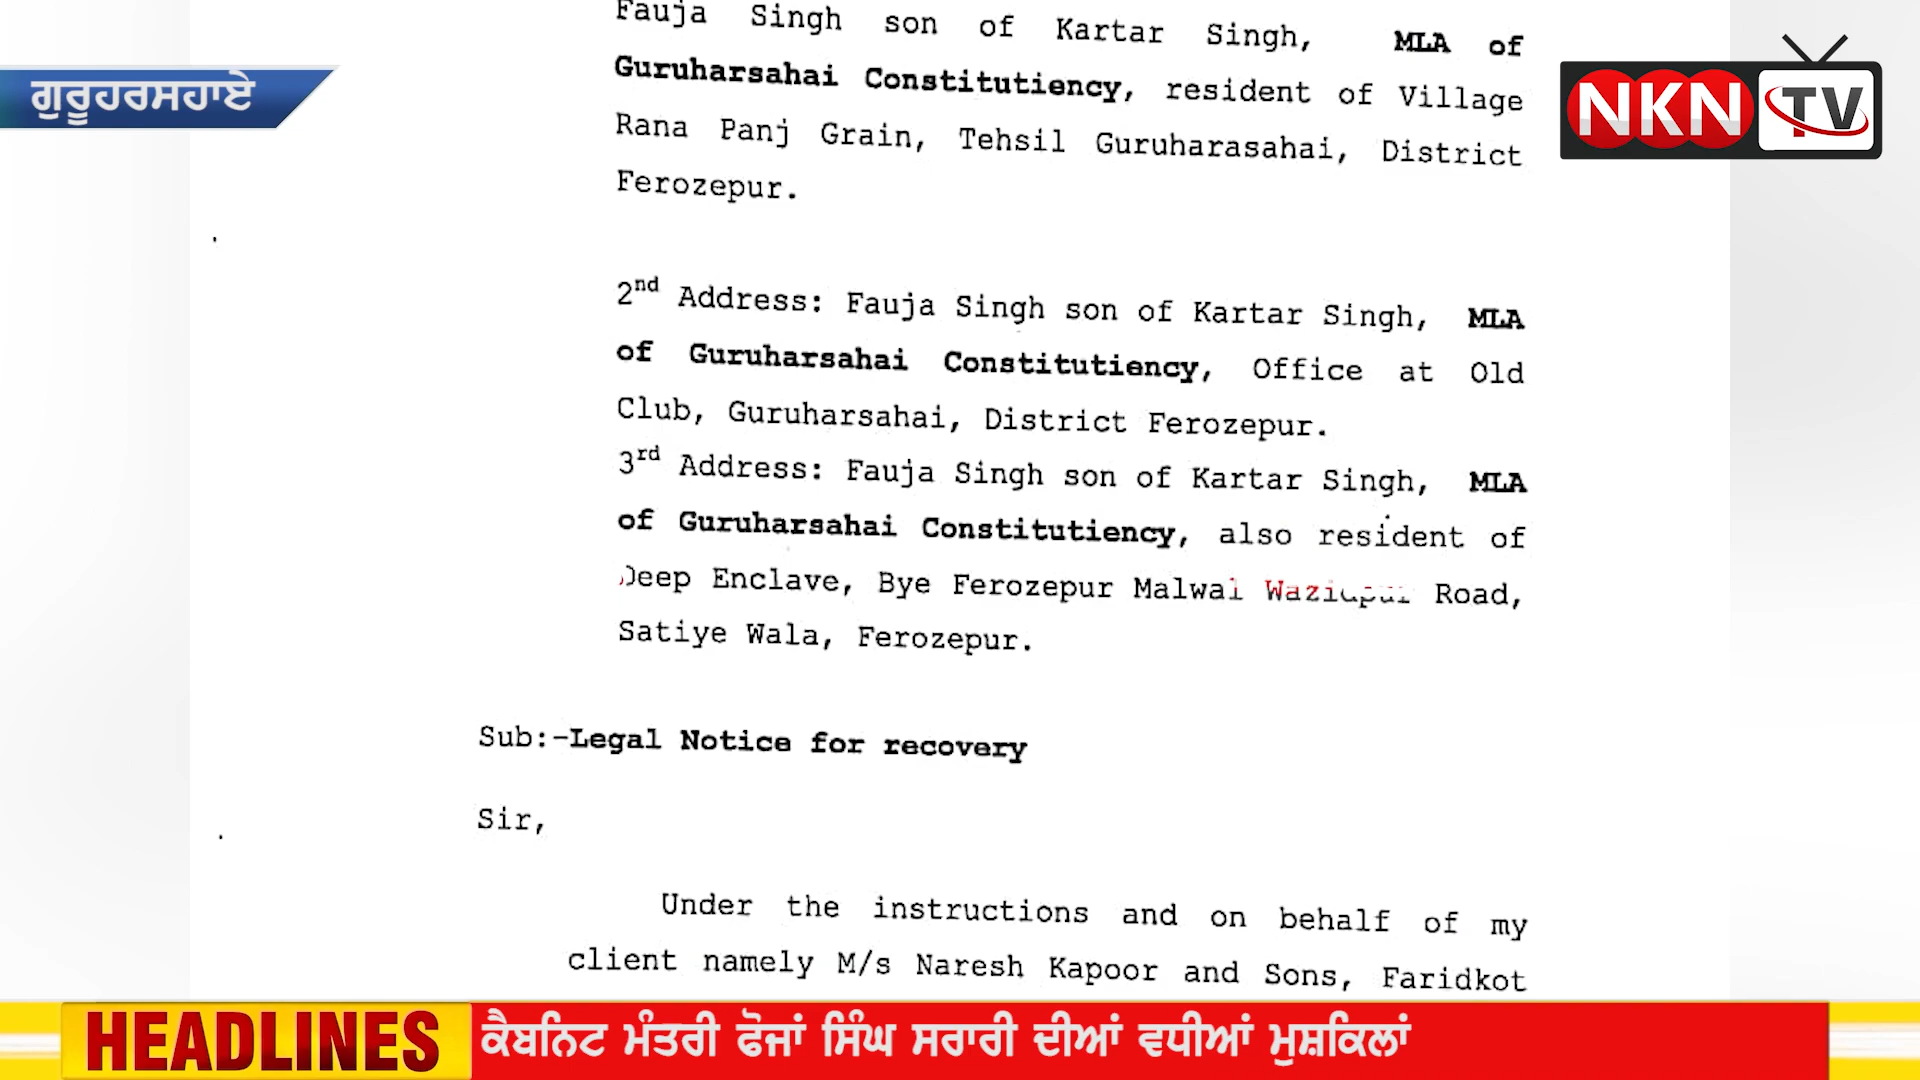 Fauja Singh son of Kartar Singh, MLA of
Guruharsahai Constitutiency, resident of Village
Rana Panj Grain, Tehsil Guruharasahai, District
Ferozepur.
ਗੁਰੂਹਰਸਹਾਏ
NKN TV
2nd Address: Fauja Singh son of Kartar Singh, MLA
of Guruharsahai Constitutiency, Office at Old
Club, Guruharsahai, District Ferozepur.
3rd Address: Fauja Singh son of Kartar Singh, MLA
of Guruharsahai Constitutiency, also resident of
Deep Enclave, Bye Ferozepur Malwal Road,
Satiye Wala, Ferozepur.
Sub:-Legal Notice for recovery
Sir,
Under the instructions and on behalf of my
client namely M/s Naresh Kapoor and Sons, Faridkot
HEADLINES
ਕੈਬਨਿਟ ਮੰਤਰੀ ਫੋਜਾਂ ਸਿੰਘ ਸਰਾਰੀ ਦੀਆਂ ਵਧੀਆਂ ਮੁਸ਼ਕਿਲਾਂ